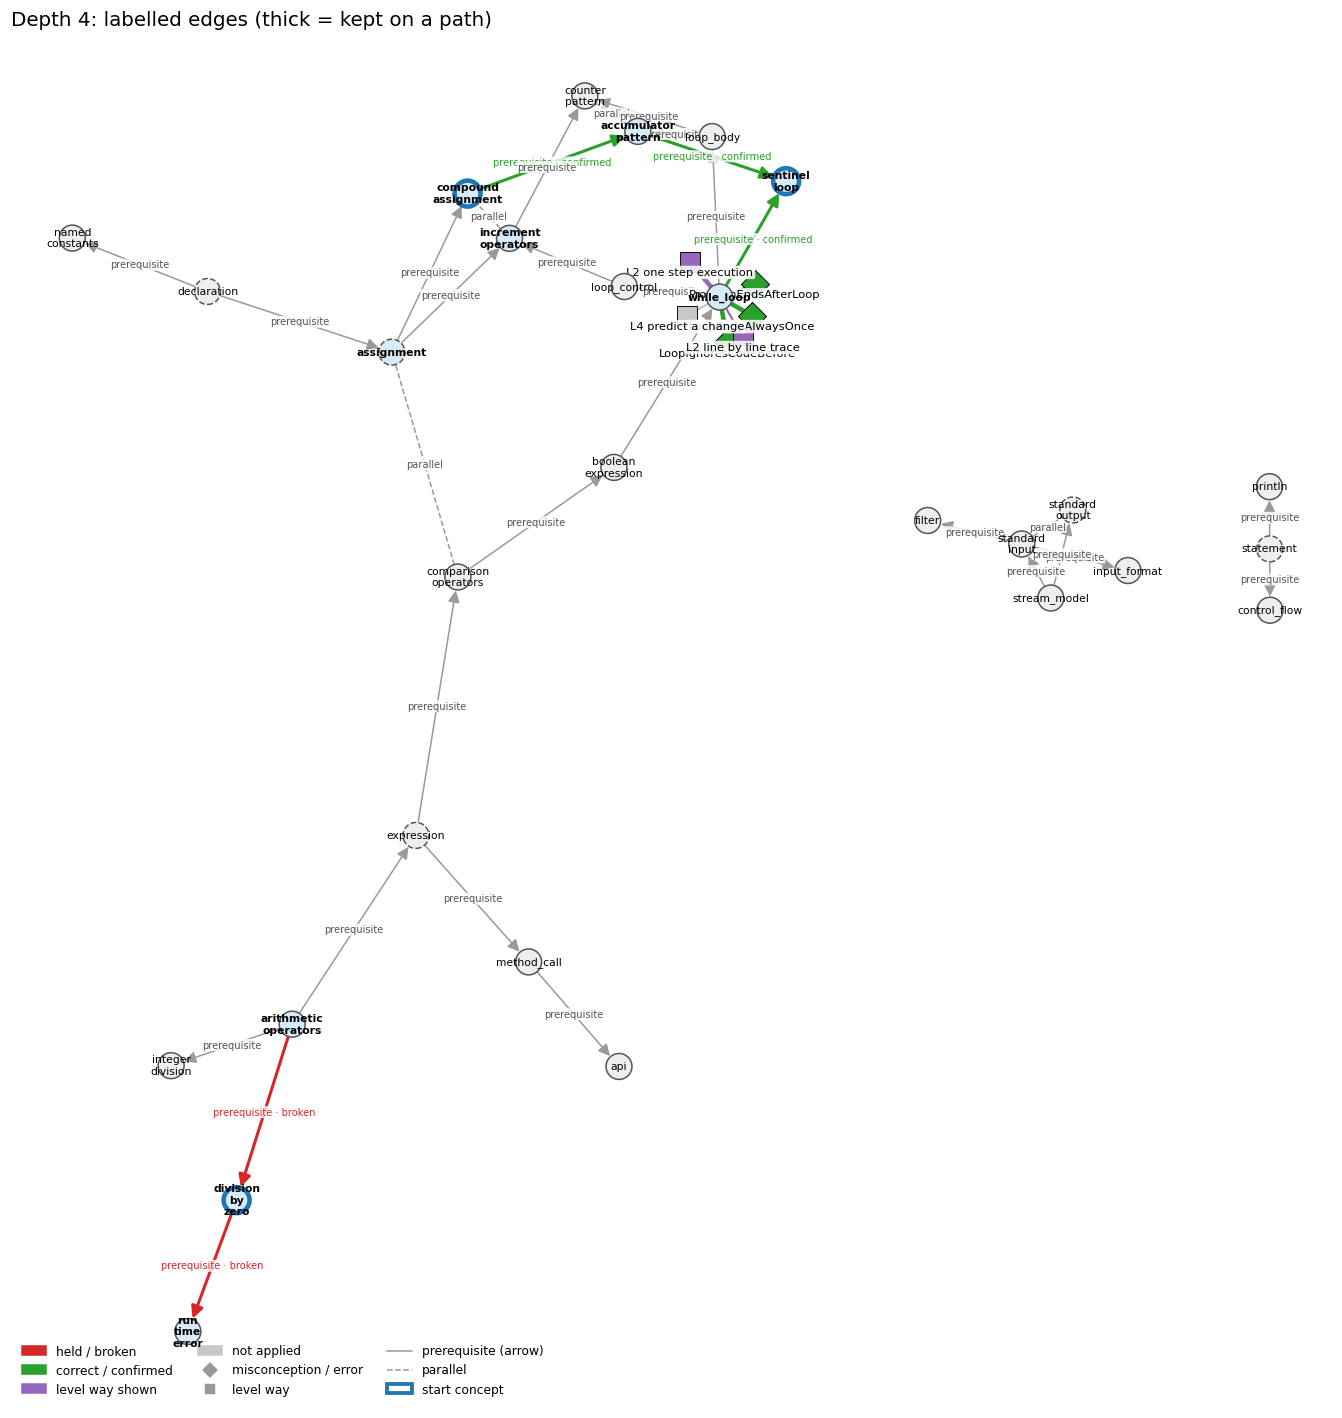 Depth 4: labelled edges (thick = kept on a path)
counter
pattern
prerequisite
accumulator
pattern
loop_body
prerequisite · confirmed
prerequisite
compound
assignment
sentinel
loop
parallel
prerequisite
named
constants
increment
operators
prerequisite · confirmed
prerequisite
prerequisite
prerequisite
L2 one step execution
declaration
loop_control
while_loop
EndsAfterLoop
prerequisite
prerequisite
L4 predict a change
AlwaysOnce
assignment
L2 line by line trace
prerequisite
parallel
boolean
expression
prerequisite
println
standard
output
prerequisite
filter
prerequisite
parallel
standard
input
statement
prerequisite
prerequisite
input_format
comparison
operators
prerequisite
stream_model
control_flow
prerequisite
expression
prerequisite
prerequisite
method_call
prerequisite
arithmetic
operators
prerequisite
integer
division
api
prerequisite · broken
division
by
zero
prerequisite · broken
run
time
error
held / broken
correct / confirmed
level way shown
not applied
misconception / error
level way
prerequisite (arrow)
parallel
start concept